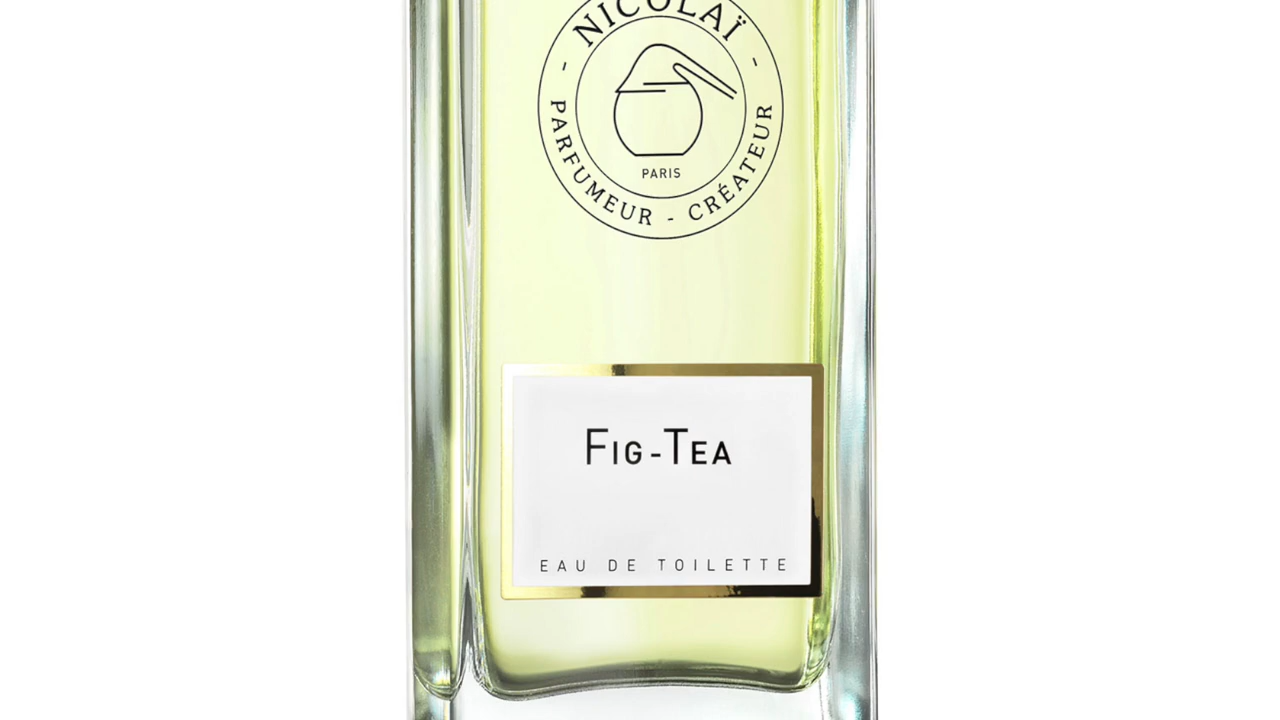 NICOLAÏ
- PARFUMEUR - CRÉATEUR -
PARIS
FIG-TEA
EAU DE TOILETTE